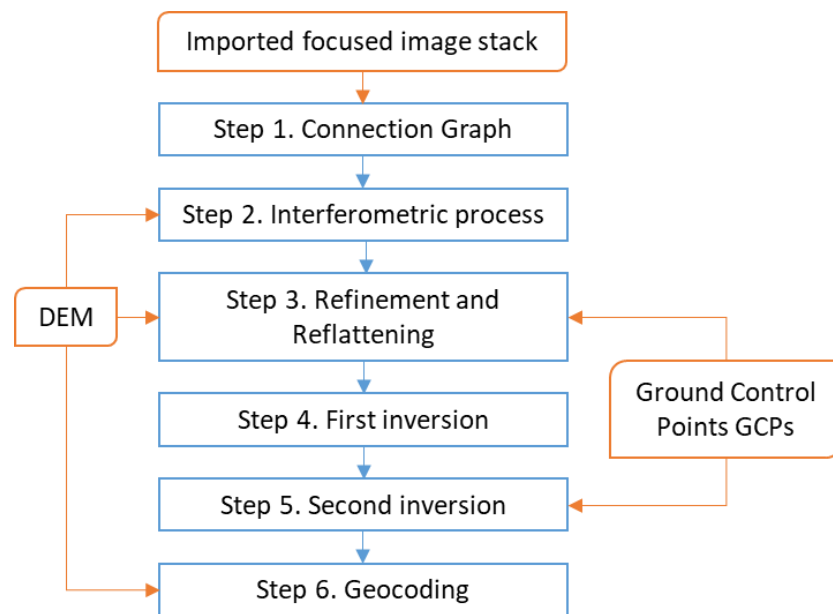 Imported focused image stack
Step 1. Connection Graph
Step 2. Interferometric process
Step 3. Refinement and
Reflattening
DEM
Ground Control
Points GCPs
Step 4. First inversion
Step 5. Second inversion
Step 6. Geocoding